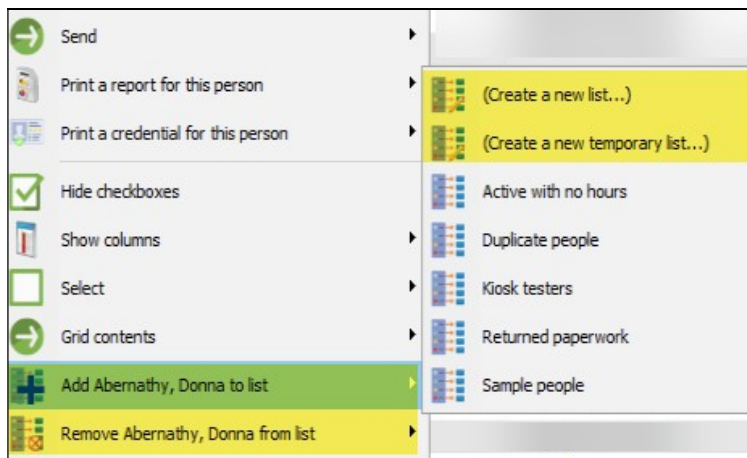 Send
Print a report for this person
Print a credential for this person
Hide checkboxes
Show columns
Select
Grid contents
Add Abernathy, Donna to list
Remove Abernathy, Donna from list
(Create a new list...)
(Create a new temporary list...)
Active with no hours
Duplicate people
Kiosk testers
Returned paperwork
Sample people